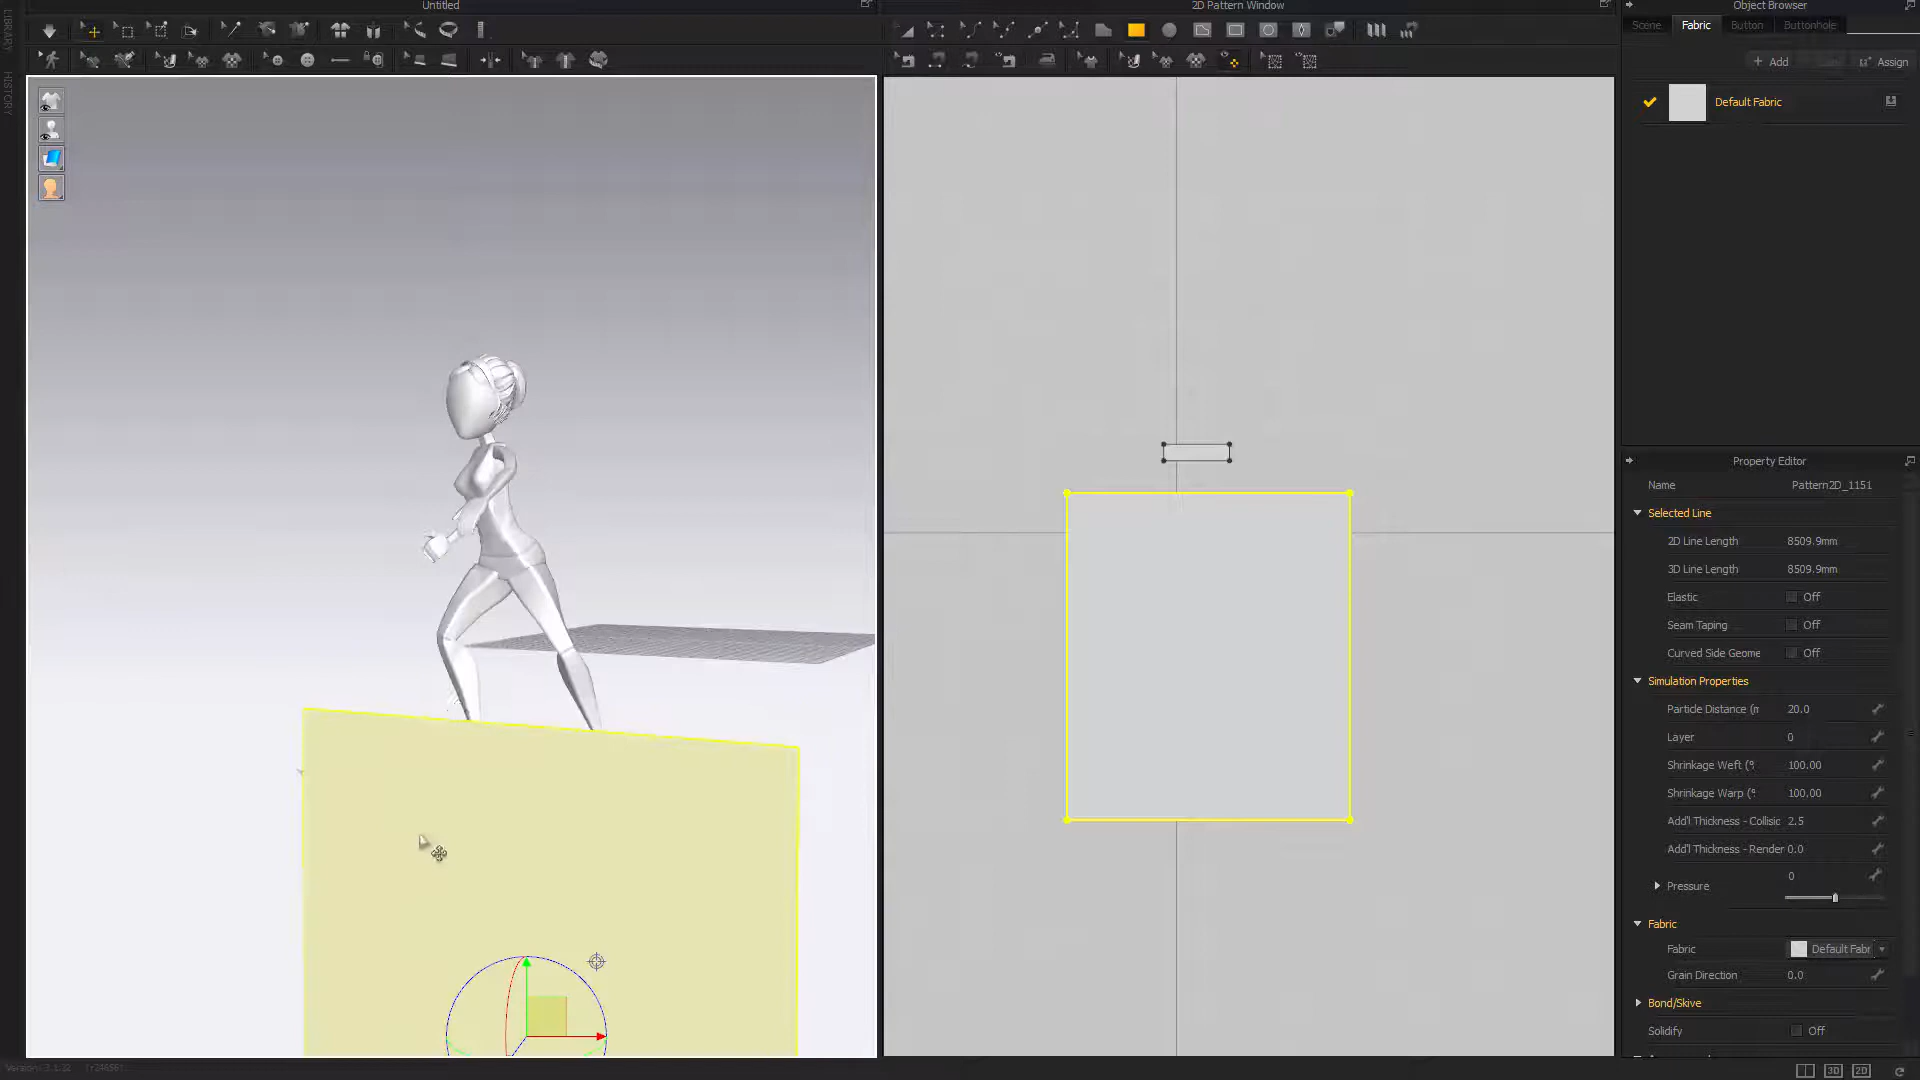 Untitled
2D Pattern Window
Object Browser
LIBRARY
HISTORY
Scene
Fabric
Button
Buttonhole
+ Add
Assign
Default Fabric
Property Editor
Name Pattern2D_1151
Selected Line
2D Line Length 8509.9mm
3D Line Length 8509.9mm
Elastic Off
Seam Taping Off
Curved Side Geome Off
Simulation Properties
Particle Distance (m 20.0
Layer 0
Shrinkage Weft (% 100.00
Shrinkage Warp (% 100.00
Add'l Thickness - Collisic 2.5
Add'l Thickness - Render 0.0
Pressure 0
Fabric
Fabric Default Fabr
Grain Direction 0.0
Bond/Skive
Solidify Off
3D
2D